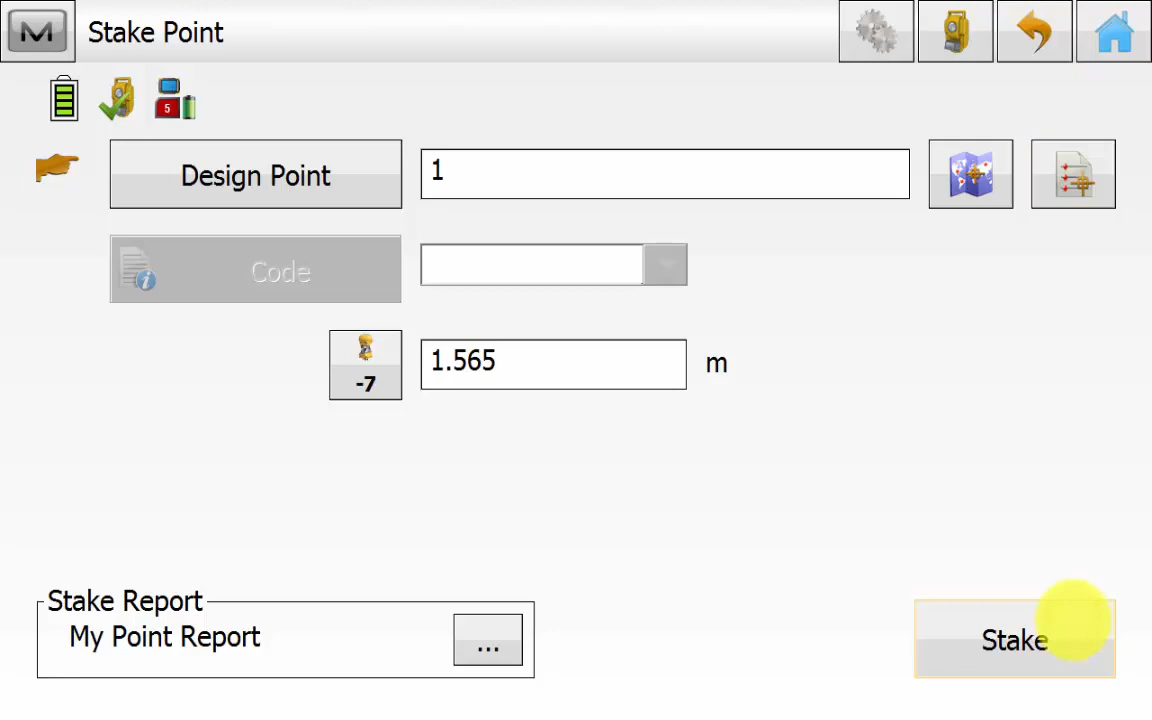 M Stake Point
5
Design Point 1
Code
-7 1.565 m
Stake Report
My Point Report ...
Stake